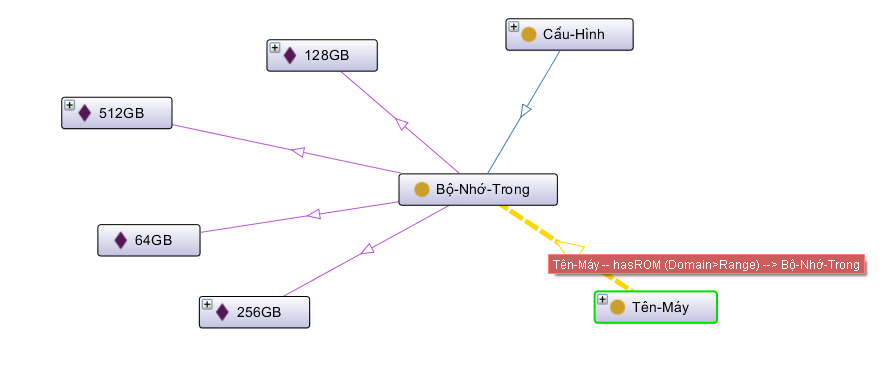 Cấu-Hình
128GB
512GB
Bộ-Nhớ-Trong
64GB
Tên-Máy -- hasROM (Domain>Range) --> Bộ-Nhớ-Trong
256GB
Tên-Máy